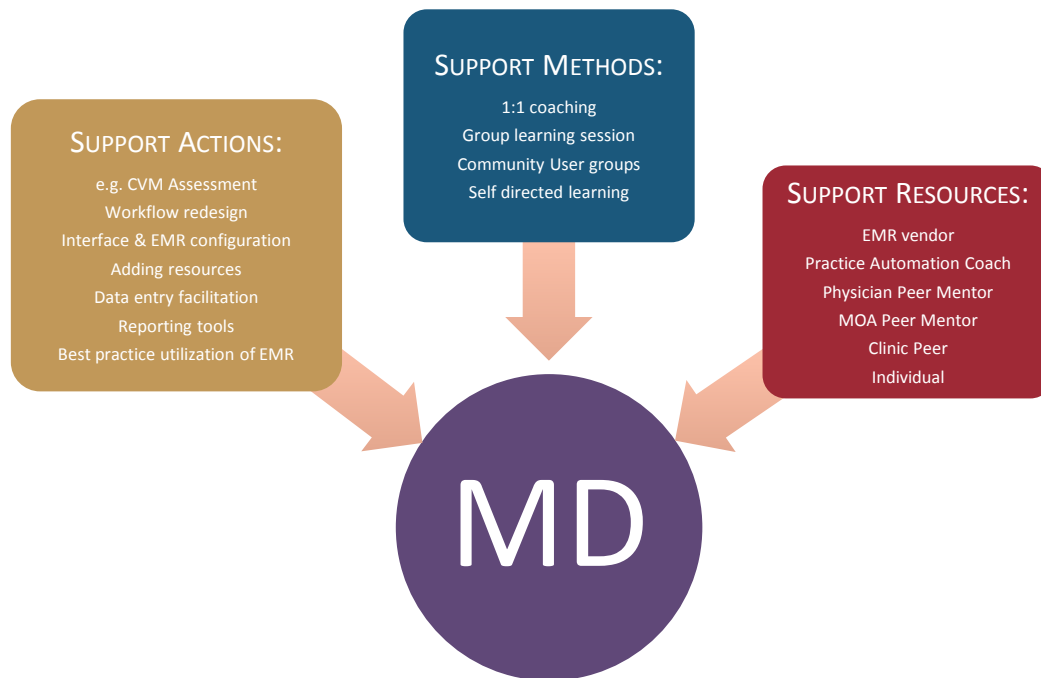 SUPPORT ACTIONS:
e.g. CVM Assessment
Workflow redesign
Interface & EMR configuration
Adding resources
Data entry facilitation
Reporting tools
Best practice utilization of EMR
SUPPORT METHODS:
1:1 coaching
Group learning session
Community User groups
Self directed learning
SUPPORT RESOURCES:
EMR vendor
Practice Automation Coach
Physician Peer Mentor
MOA Peer Mentor
Clinic Peer
Individual
MD